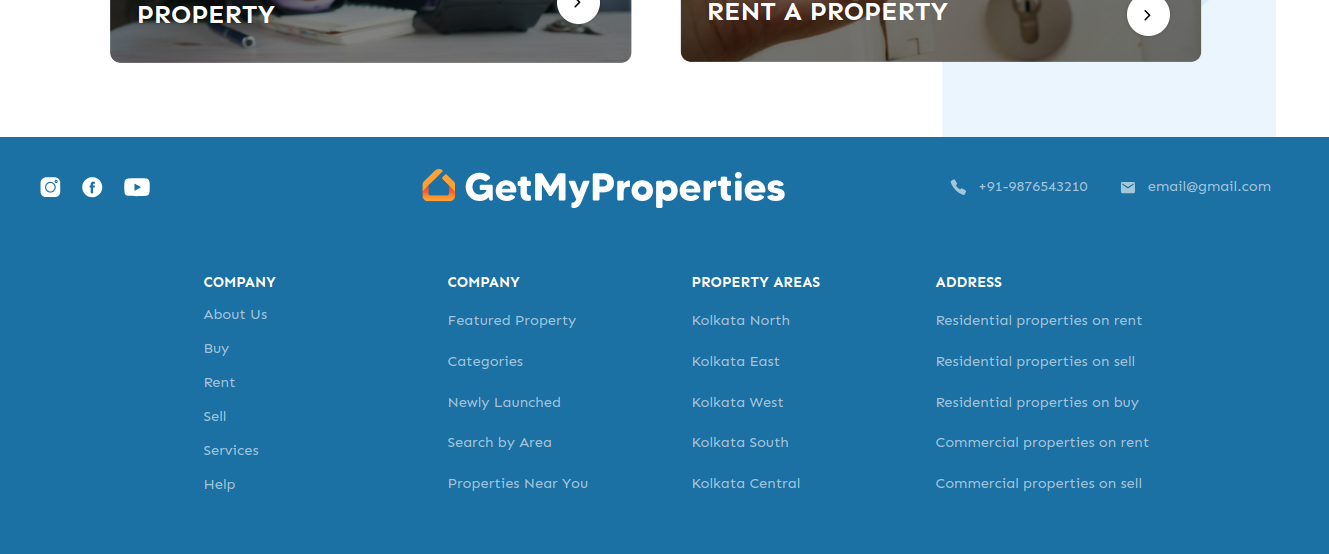 PROPERTY
RENT A PROPERTY
GetMyProperties
+91-9876543210
email@gmail.com
COMPANY
About Us
Buy
Rent
Sell
Services
Help
COMPANY
Featured Property
Categories
Newly Launched
Search by Area
Properties Near You
PROPERTY AREAS
Kolkata North
Kolkata East
Kolkata West
Kolkata South
Kolkata Central
ADDRESS
Residential properties on rent
Residential properties on sell
Residential properties on buy
Commercial properties on rent
Commercial properties on sell